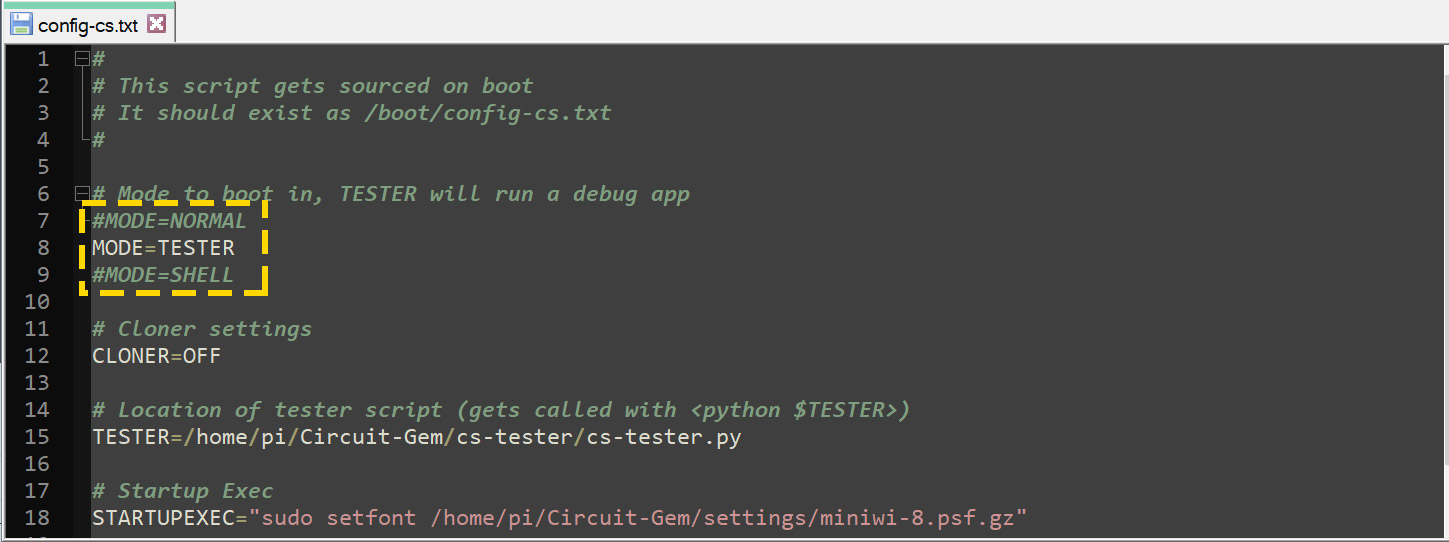 config-cs.txt
1 #
2 # This script gets sourced on boot
3 # It should exist as /boot/config-cs.txt
4 #
5
6 # Mode to boot in, TESTER will run a debug app
7 #MODE=NORMAL
8 MODE=TESTER
9 #MODE=SHELL
10
11 # Cloner settings
12 CLONER=OFF
13
14 # Location of tester script (gets called with <python $TESTER>)
15 TESTER=/home/pi/Circuit-Gem/cs-tester/cs-tester.py
16
17 # Startup Exec
18 STARTUPEXEC="sudo setfont /home/pi/Circuit-Gem/settings/miniwi-8.psf.gz"